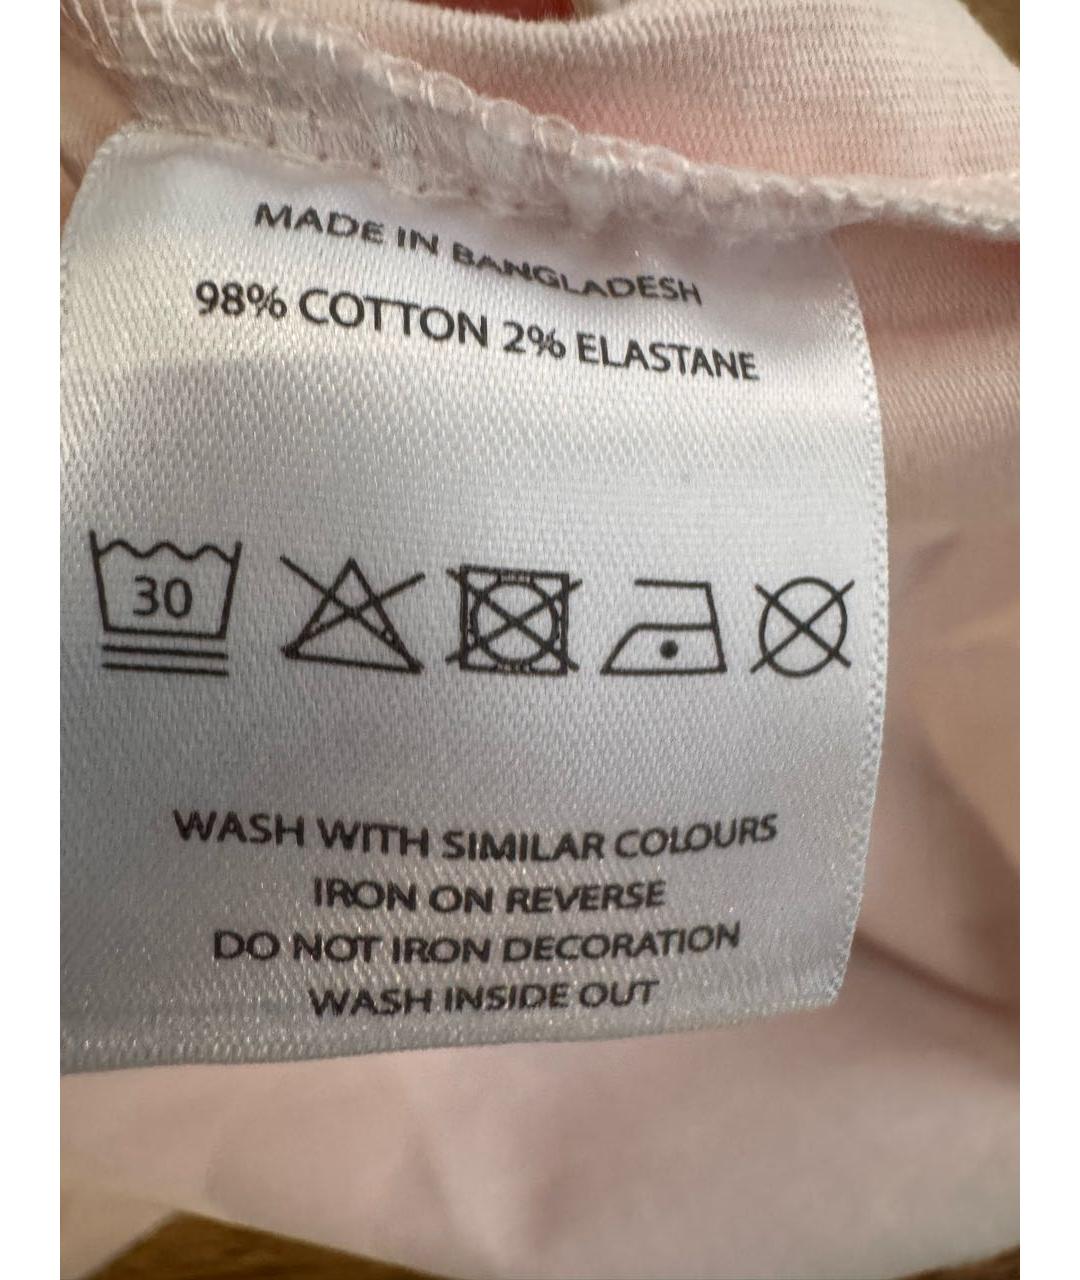 MADE IN BANGLADESH
98% COTTON 2% ELASTANE
30
WASH WITH SIMILAR COLOURS
IRON ON REVERSE
DO NOT IRON DECORATION
WASH INSIDE OUT